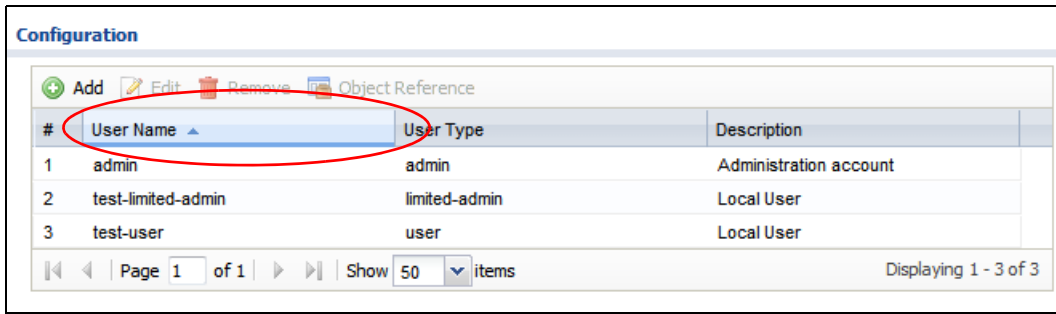 Configuration
Add Edit Remove Object Reference
# User Name User Type Description
1 admin admin Administration account
2 test-limited-admin limited-admin Local User
3 test-user user Local User
Page 1 of 1 Show 50 items Displaying 1 - 3 of 3